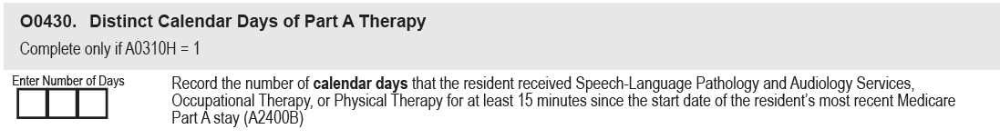 O0430. Distinct Calendar Days of Part A Therapy
Complete only if A0310H = 1
Enter Number of Days
Record the number of calendar days that the resident received Speech-Language Pathology and Audiology Services,
Occupational Therapy, or Physical Therapy for at least 15 minutes since the start date of the resident's most recent Medicare
Part A stay (A2400B)